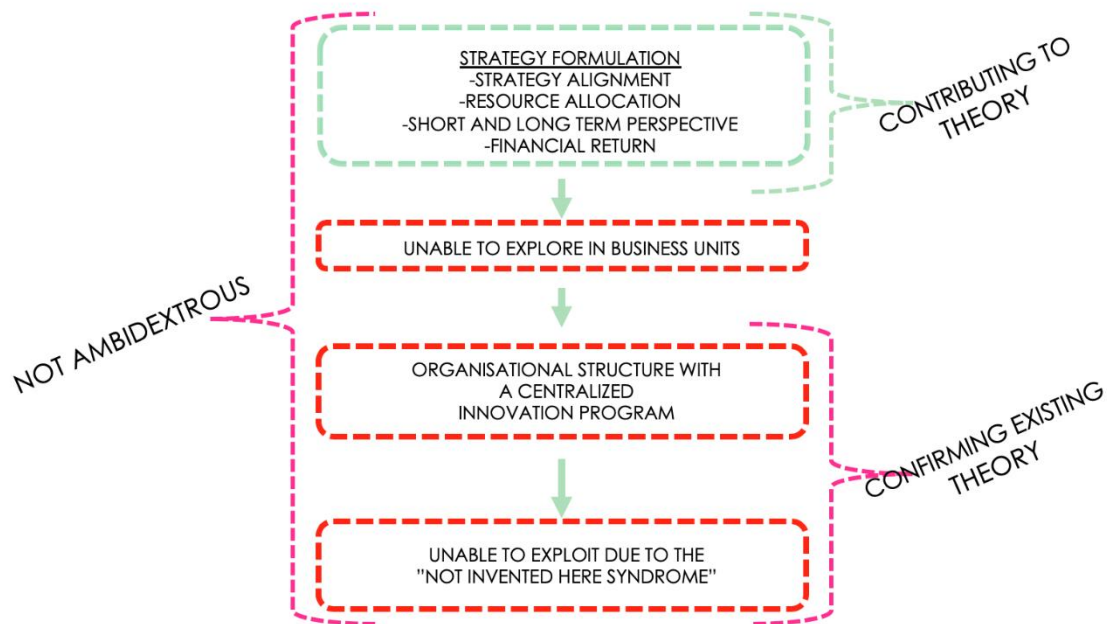 STRATEGY FORMULATION
-STRATEGY ALIGNMENT
-RESOURCE ALLOCATION
-SHORT AND LONG TERM PERSPECTIVE
-FINANCIAL RETURN
CONTRIBUTING TO
THEORY
UNABLE TO EXPLORE IN BUSINESS UNITS
NOT AMBIDEXTROUS
ORGANISATIONAL STRUCTURE WITH
A CENTRALIZED
INNOVATION PROGRAM
CONFIRMING EXISTING
THEORY
UNABLE TO EXPLOIT DUE TO THE
”NOT INVENTED HERE SYNDROME”